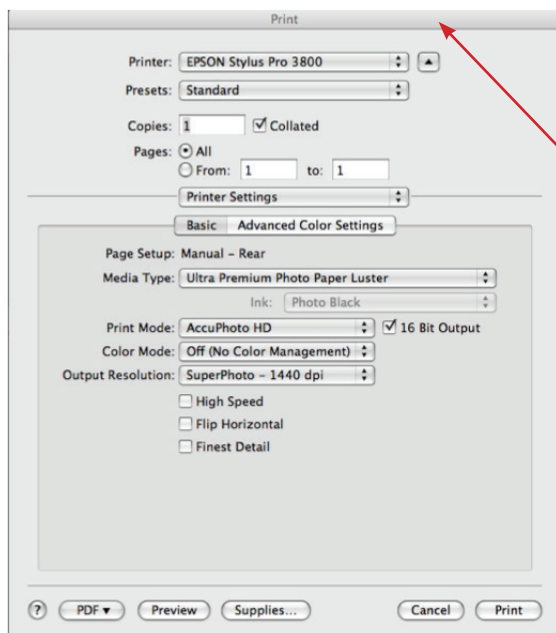 Print
Printer: EPSON Stylus Pro 3800
Presets: Standard
Copies: 1 Collated
Pages: All
From: 1 to: 1
Printer Settings
Basic Advanced Color Settings
Page Setup: Manual – Rear
Media Type: Ultra Premium Photo Paper Luster
Ink: Photo Black
Print Mode: AccuPhoto HD 16 Bit Output
Color Mode: Off (No Color Management)
Output Resolution: SuperPhoto – 1440 dpi
High Speed
Flip Horizontal
Finest Detail
? PDF Preview Supplies... Cancel Print